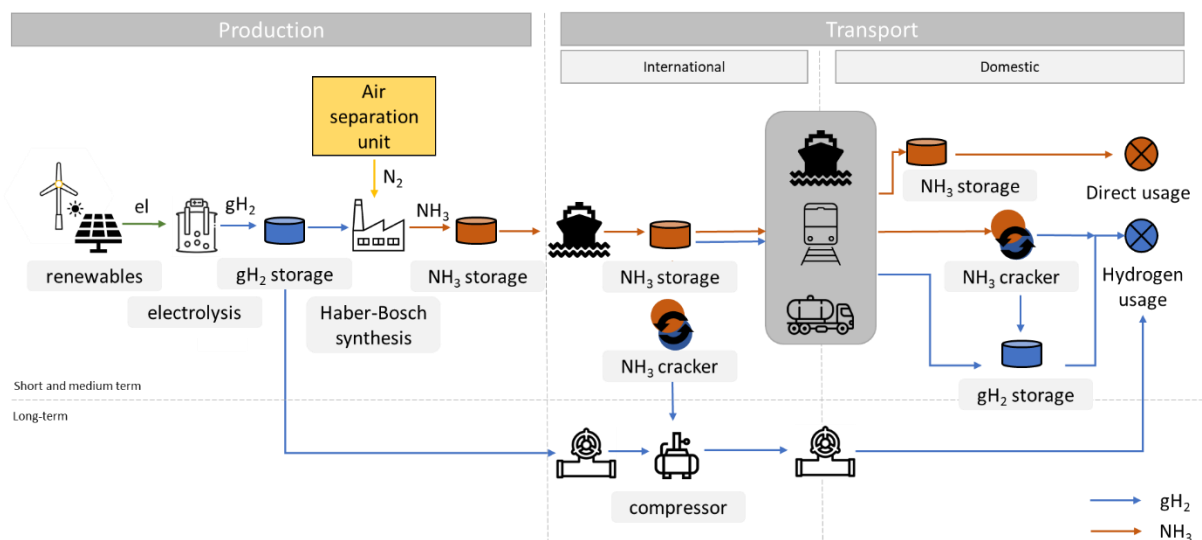 Production
Transport
International
Domestic
Air
separation
unit
N₂
el
gH₂
NH₃
renewables
electrolysis
gH₂ storage
Haber-Bosch
synthesis
NH₃ storage
NH₃ storage
NH₃ cracker
NH₃ storage
Direct usage
NH₃ cracker
Hydrogen
usage
gH₂ storage
Short and medium term
Long-term
compressor
gH₂
NH₃